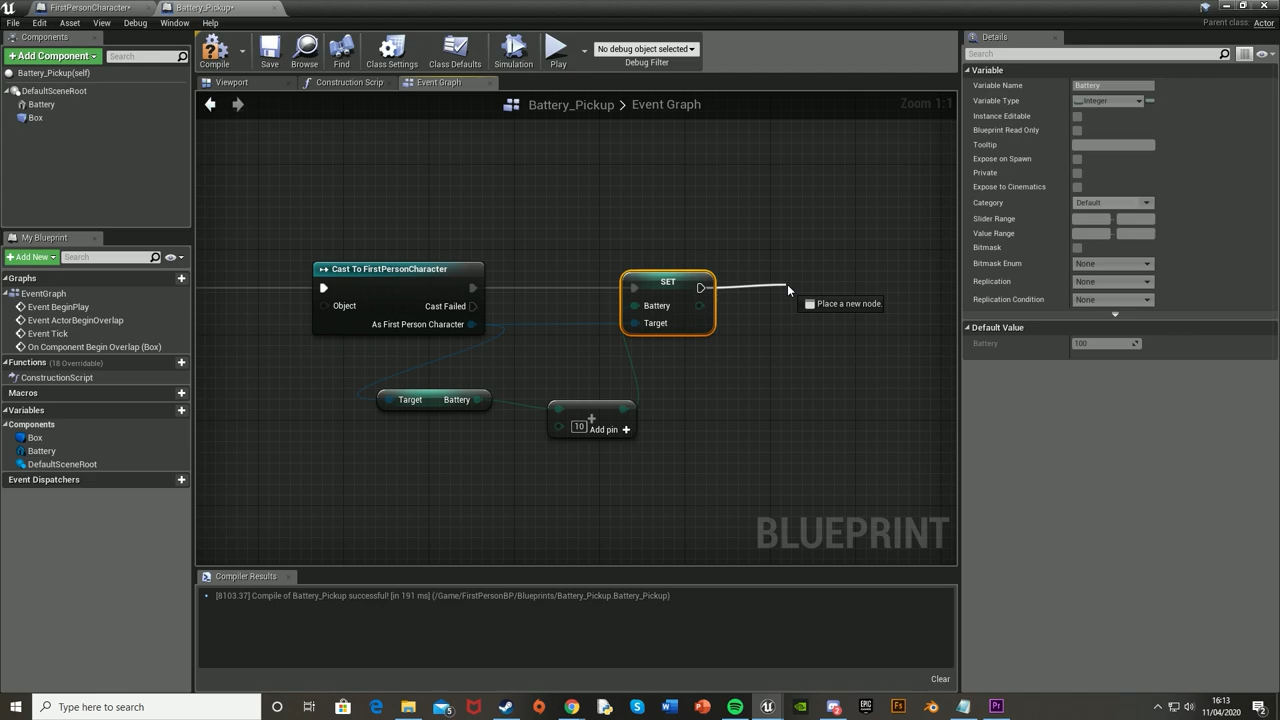 FirstPersonCharacter*
Battery_Pickup*
File Edit Asset View Debug Window Help
Parent class: Actor
Components
+ Add Component
Search
Battery_Pickup(self)
DefaultSceneRoot
Battery
Box
Compile
Save
Browse
Find
Class Settings
Class Defaults
Simulation
Play
No debug object selected
Debug Filter
Viewport
Construction Scrip
Event Graph
Battery_Pickup > Event Graph
Zoom 1:1
Cast To FirstPersonCharacter
Object
Cast Failed
As First Person Character
SET
Battery
Target
Place a new node.
Target Battery
10
Add pin +
BLUEPRINT
My Blueprint
+ Add New
Search
Graphs
EventGraph
Event BeginPlay
Event ActorBeginOverlap
Event Tick
On Component Begin Overlap (Box)
Functions (18 Overridable)
ConstructionScript
Macros
Variables
Components
Box
Battery
DefaultSceneRoot
Event Dispatchers
Compiler Results
[8103.37] Compile of Battery_Pickup successful! [in 191 ms] (/Game/FirstPersonBP/Blueprints/Battery_Pickup.Battery_Pickup)
Clear
Details
Search
Variable
Variable Name Battery
Variable Type Integer
Instance Editable
Blueprint Read Only
Tooltip
Expose on Spawn
Private
Expose to Cinematics
Category Default
Slider Range
Value Range
Bitmask
Bitmask Enum None
Replication None
Replication Condition None
Default Value
Battery 100
Type here to search
16:13
11/04/2020